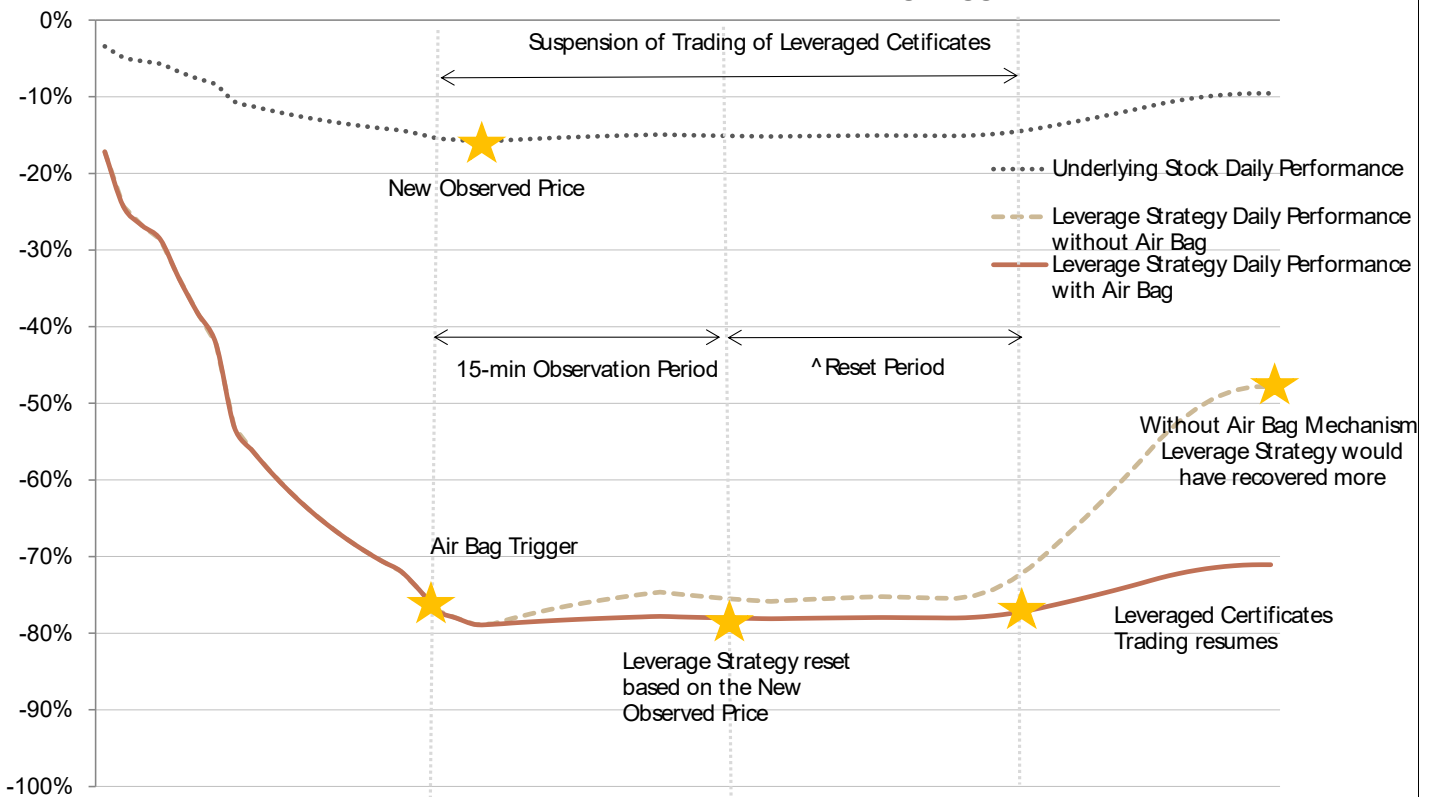 0%
Suspension of Trading of Leveraged Cetificates
-10%
-20%
Underlying Stock Daily Performance
New Observed Price
Leverage Strategy Daily Performance
without Air Bag
-30%
Leverage Strategy Daily Performance
with Air Bag
-40%
15-min Observation Period
^Reset Period
-50%
Without Air Bag Mechanism
Leverage Strategy would
have recovered more
-60%
-70%
Air Bag Trigger
-80%
Leveraged Certificates
Trading resumes
Leverage Strategy reset
based on the New
Observed Price
-90%
-100%